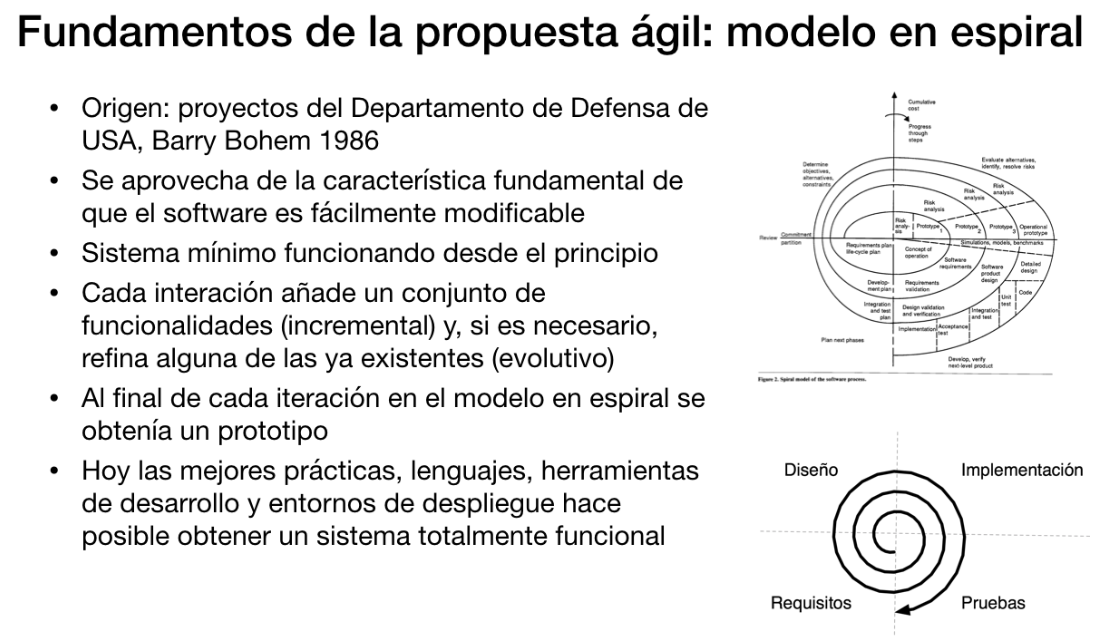 Fundamentos de la propuesta ágil: modelo en espiral
• Origen: proyectos del Departamento de Defensa de
USA, Barry Bohem 1986
• Se aprovecha de la característica fundamental de
que el software es fácilmente modificable
• Sistema mínimo funcionando desde el principio
• Cada interación añade un conjunto de
funcionalidades (incremental) y, si es necesario,
refina alguna de las ya existentes (evolutivo)
• Al final de cada iteración en el modelo en espiral se
obtenía un prototipo
• Hoy las mejores prácticas, lenguajes, herramientas
de desarrollo y entornos de despliegue hace
posible obtener un sistema totalmente funcional
Cumulative
cost
Progress
through
steps
Determine
objectives,
alternatives,
constraints
Evaluate alternatives,
identify, resolve risks
Risk
analysis
Risk
analysis
Risk
analysis
Risk
analy-
sis
Prototype 1
Prototype 2
Prototype 3
Operational
prototype
Review
Commitment
partition
Simulations, models, benchmarks
Requirements plan
life-cycle plan
Concept of
operation
Software
requirements
Software
product
design
Detailed
design
Develop-
ment plan
Requirements
validation
Code
Unit
test
Integration
and test
plan
Design validation
and verification
Integration
and test
Implementation
Acceptance
test
Plan next phases
Develop, verify
next-level product
Figure 2. Spiral model of the software process.
Diseño
Implementación
Requisitos
Pruebas